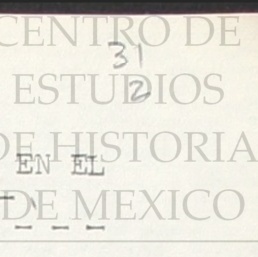 CENTRO DE
31
ESTUDIOS
2
DE HISTORIA
EN EL
DE MEXICO
- - -